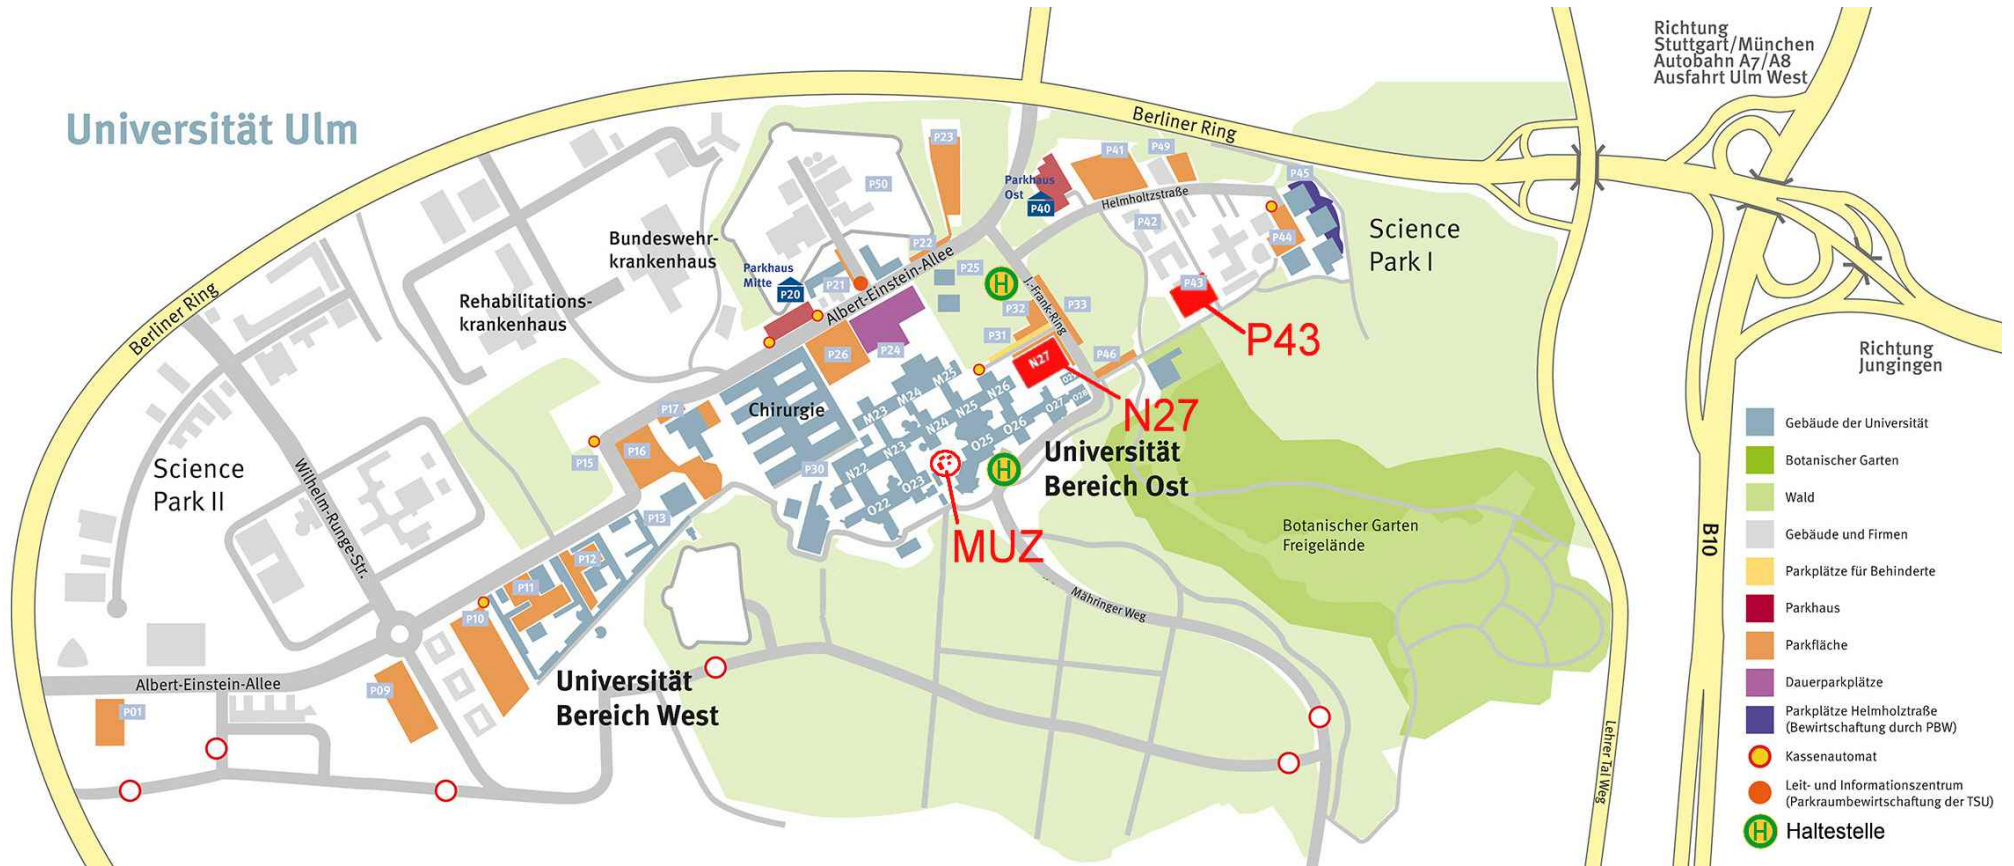 Universität Ulm
Richtung
Stuttgart/München
Autobahn A7/A8
Ausfahrt Ulm West
Berliner Ring
Berliner Ring
P23
P50
P22
P21
P25
Parkhaus
Ost
P40
P41
P49
P45
Helmholtzstraße
P42
P44
P43
Science
Park I
Bundeswehr-
krankenhaus
Parkhaus
Mitte
P20
Albert-Einstein-Allee
Rehabilitations-
krankenhaus
H
J.-Frank-Ring
P32
P33
P31
P46
P43
P26
P24
N27
N27
Chirurgie
M23
M24
M25
N22
N23
N24
N25
N26
O22
O23
O25
O26
O27
O28
P17
P16
P15
P30
P13
P12
P11
P10
P09
P01
H
Universität
Bereich Ost
MUZ
Science
Park II
Wilhelm-Runge-Str.
Albert-Einstein-Allee
Universität
Bereich West
Mähringer Weg
Botanischer Garten
Freigelände
Lehrer Tal Weg
B10
Richtung
Jungingen
Gebäude der Universität
Botanischer Garten
Wald
Gebäude und Firmen
Parkplätze für Behinderte
Parkhaus
Parkfläche
Dauerparkplätze
Parkplätze Helmholztraße
(Bewirtschaftung durch PBW)
Kassenautomat
Leit- und Informationszentrum
(Parkraumbewirtschaftung der TSU)
H Haltestelle